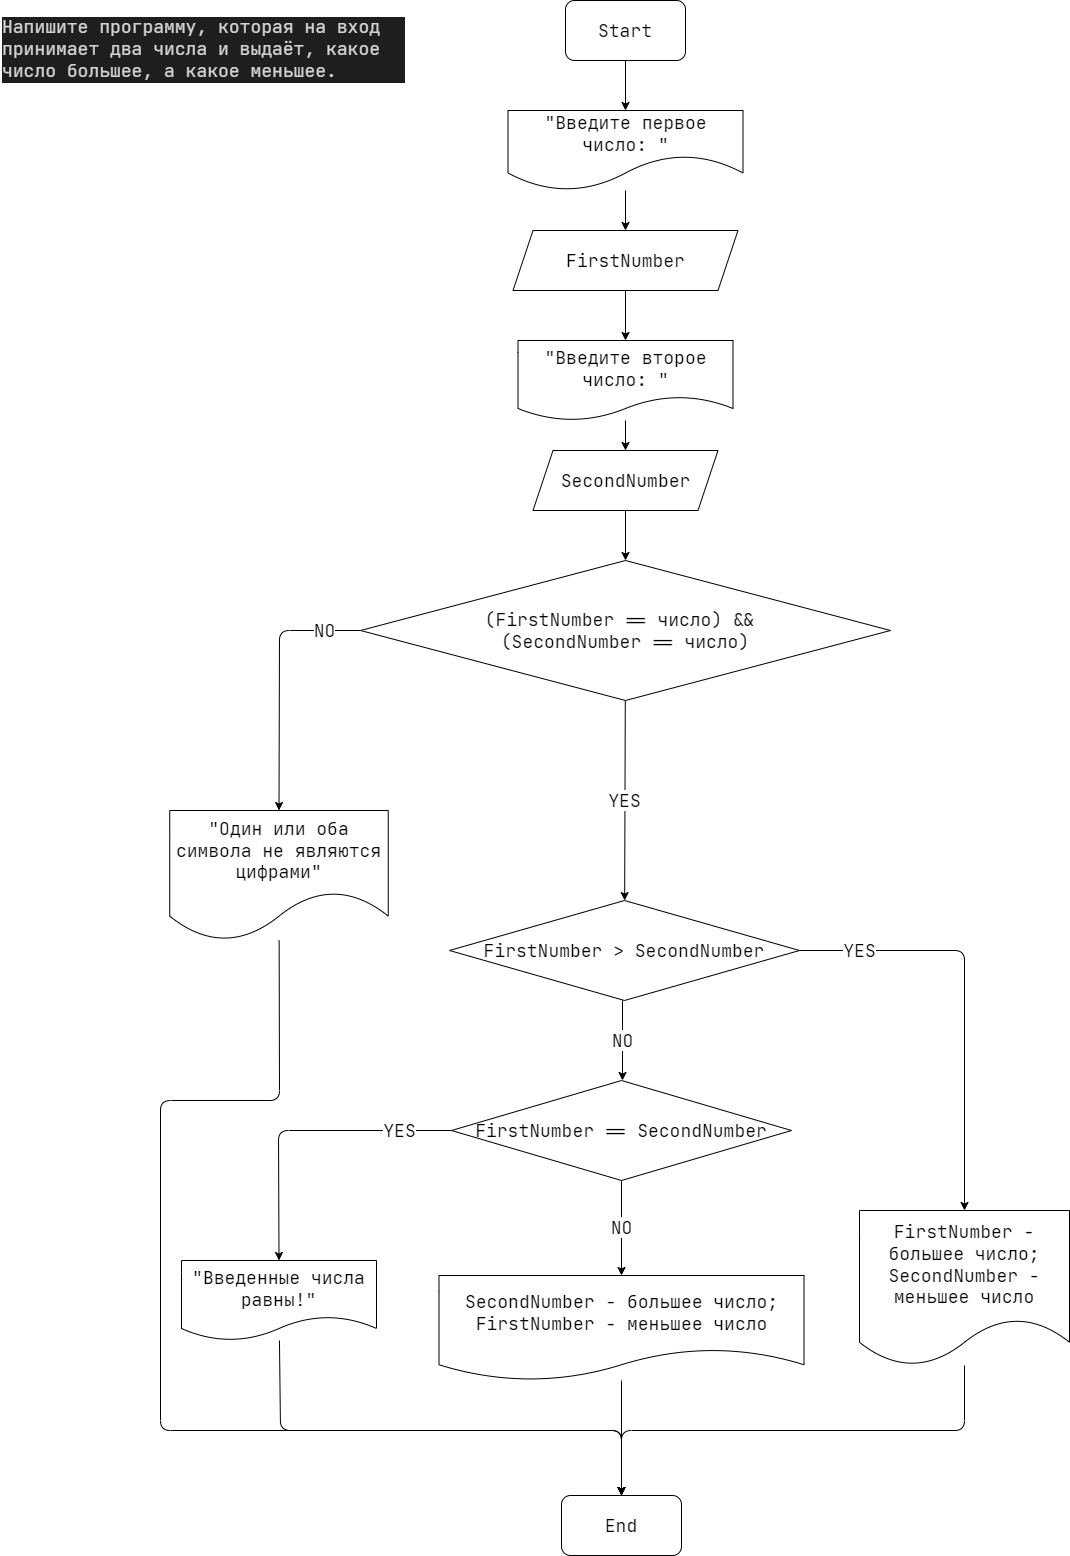 Напишите программу, которая на вход
принимает два числа и выдаёт, какое
число большее, а какое меньшее.
Start
"Введите первое
число: "
FirstNumber
"Введите второе
число: "
SecondNumber
(FirstNumber == число) &&
(SecondNumber == число)
NO
YES
"Один или оба
символа не являются
цифрами"
FirstNumber > SecondNumber
YES
NO
FirstNumber == SecondNumber
YES
NO
FirstNumber -
большее число;
SecondNumber -
меньшее число
"Введенные числа
равны!"
SecondNumber - большее число;
FirstNumber - меньшее число
End